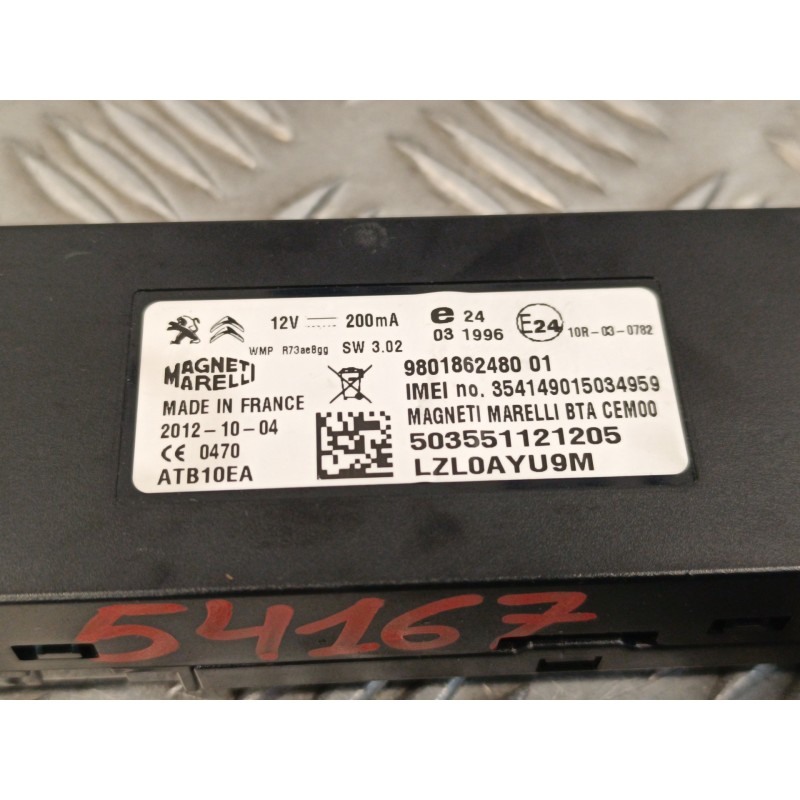 12V 200mA
WMP R73ae8gg SW 3.02
e 24
03 1996
E24 10R-03-0782
MAGNETI
MARELLI
MADE IN FRANCE
2012-10-04
CE 0470
ATB10EA
9801862480 01
IMEI no. 354149015034959
MAGNETI MARELLI BTA CEM00
503551121205
LZL0AYU9M
54167